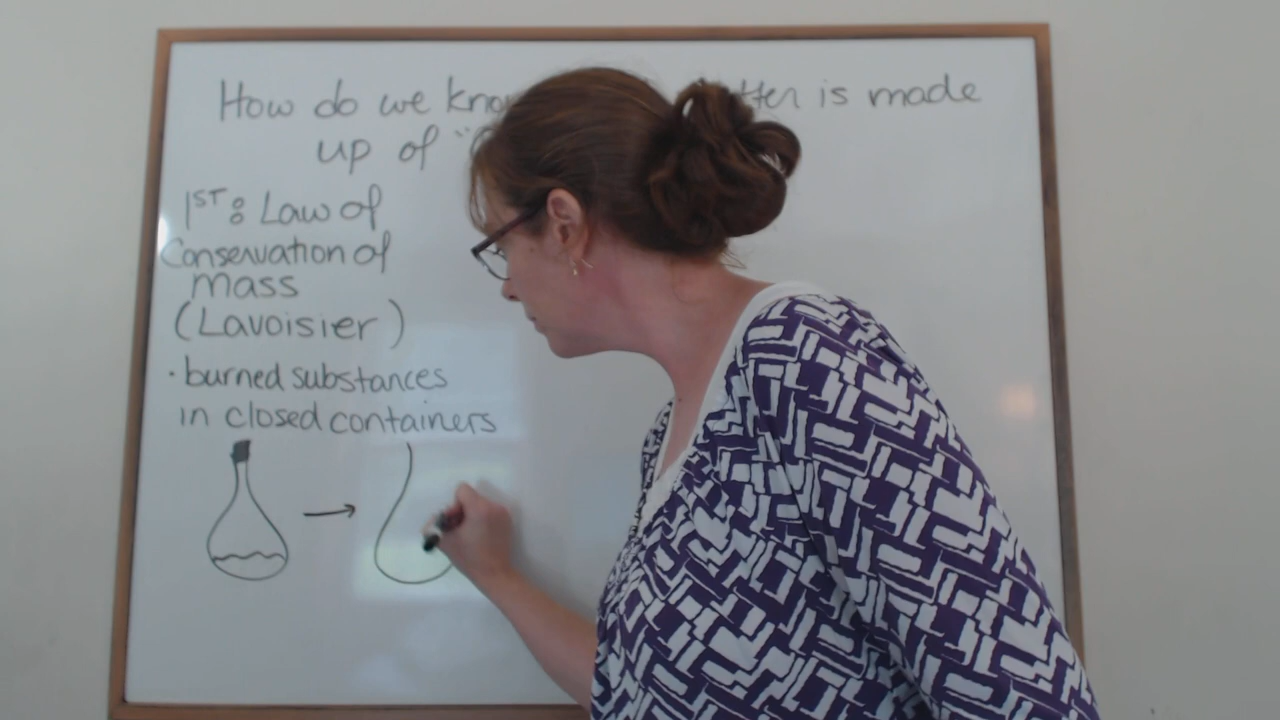 How do we kno tter is made
up of "
1ST: Law of
Conservation of
mass
(Lavoisier)
· burned substances
in closed containers